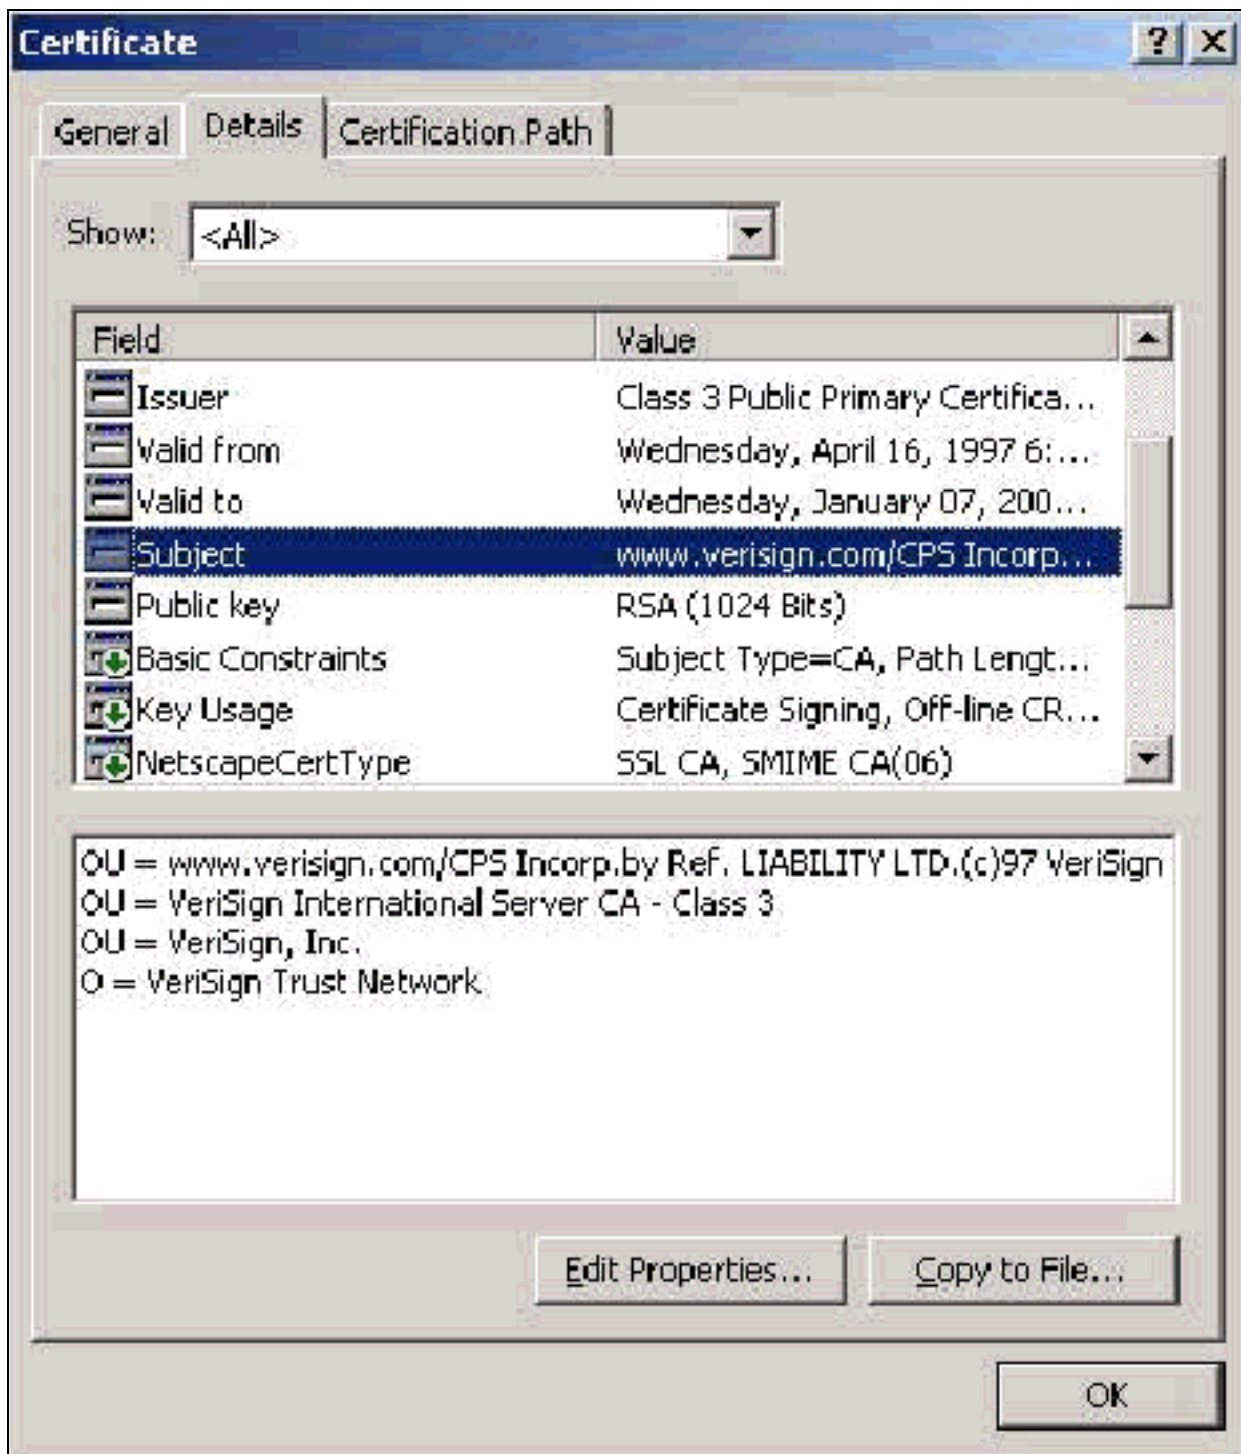 Certificate
General Details Certification Path
Show: <All>
Field Value
Issuer Class 3 Public Primary Certifica...
Valid from Wednesday, April 16, 1997 6:...
Valid to Wednesday, January 07, 200...
Subject www.verisign.com/CPS Incorp...
Public key RSA (1024 Bits)
Basic Constraints Subject Type=CA, Path Lengt...
Key Usage Certificate Signing, Off-line CR...
NetscapeCertType SSL CA, SMIME CA(06)
OU = www.verisign.com/CPS Incorp.by Ref. LIABILITY LTD.(c)97 VeriSign
OU = VeriSign International Server CA - Class 3
OU = VeriSign, Inc.
O = VeriSign Trust Network
Edit Properties... Copy to File...
OK